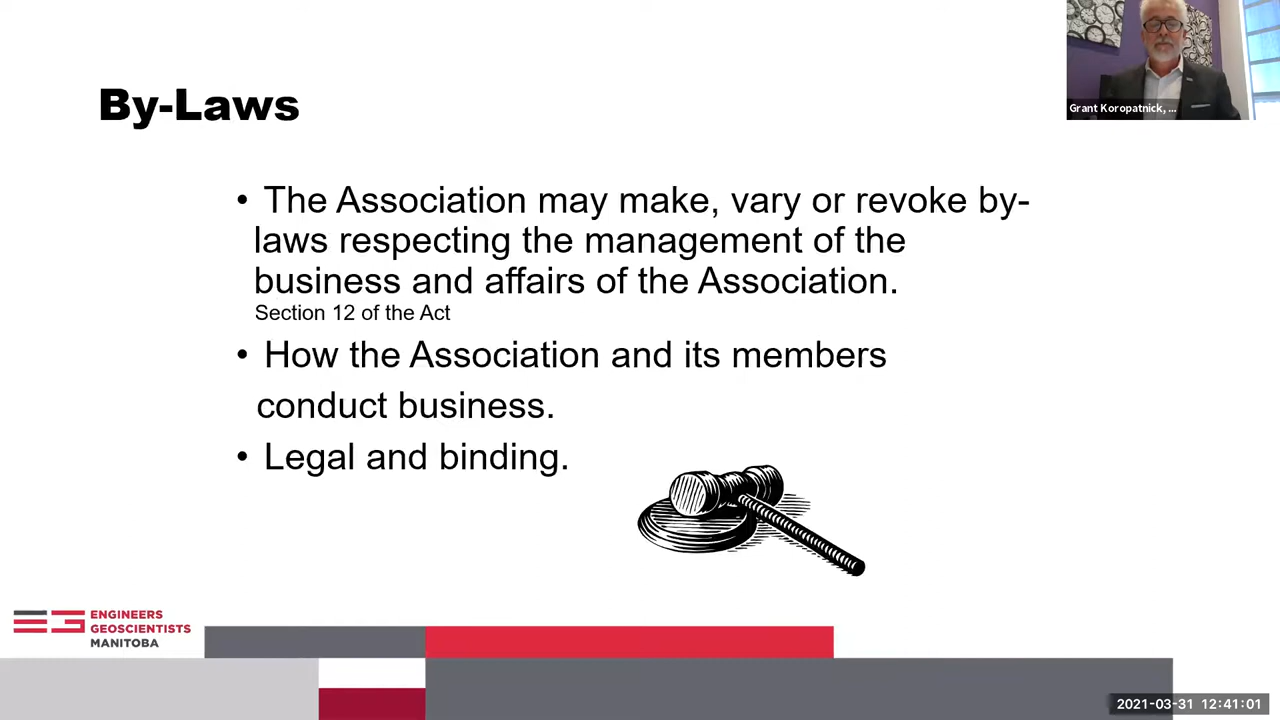 By-Laws
Grant Koropatnick, ...
• The Association may make, vary or revoke by-
laws respecting the management of the
business and affairs of the Association.
Section 12 of the Act
• How the Association and its members
conduct business.
• Legal and binding.
ENGINEERS
GEOSCIENTISTS
MANITOBA
2021-03-31 12:41:01